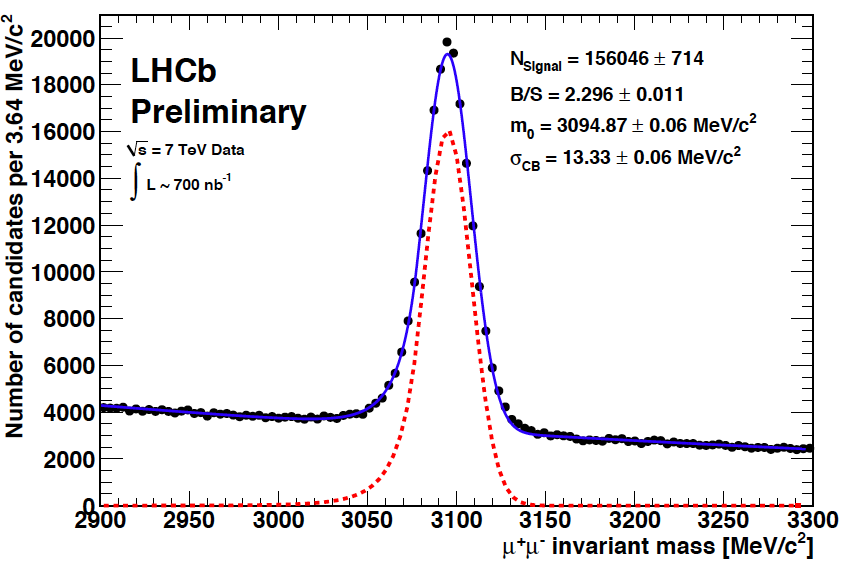 Number of candidates per 3.64 MeV/c²
20000
18000
16000
14000
12000
10000
8000
6000
4000
2000
0
LHCb
Preliminary
√s = 7 TeV Data
∫ L ~ 700 nb⁻¹
N_Signal = 156046 ± 714
B/S = 2.296 ± 0.011
m₀ = 3094.87 ± 0.06 MeV/c²
σ_CB = 13.33 ± 0.06 MeV/c²
2900 2950 3000 3050 3100 3150 3200 3250 3300
μ⁺μ⁻ invariant mass [MeV/c²]